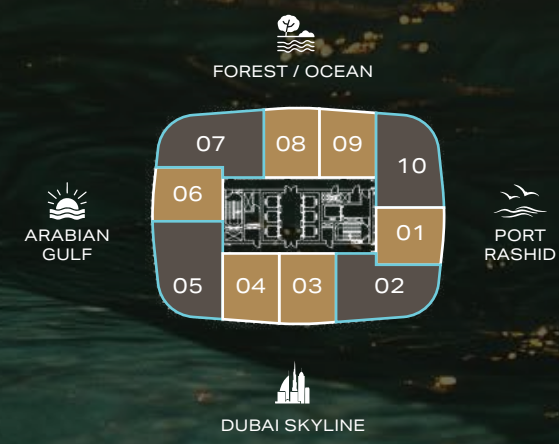 FOREST / OCEAN
07
08
09
10
06
ARABIAN
GULF
01
PORT
RASHID
05
04
03
02
DUBAI SKYLINE